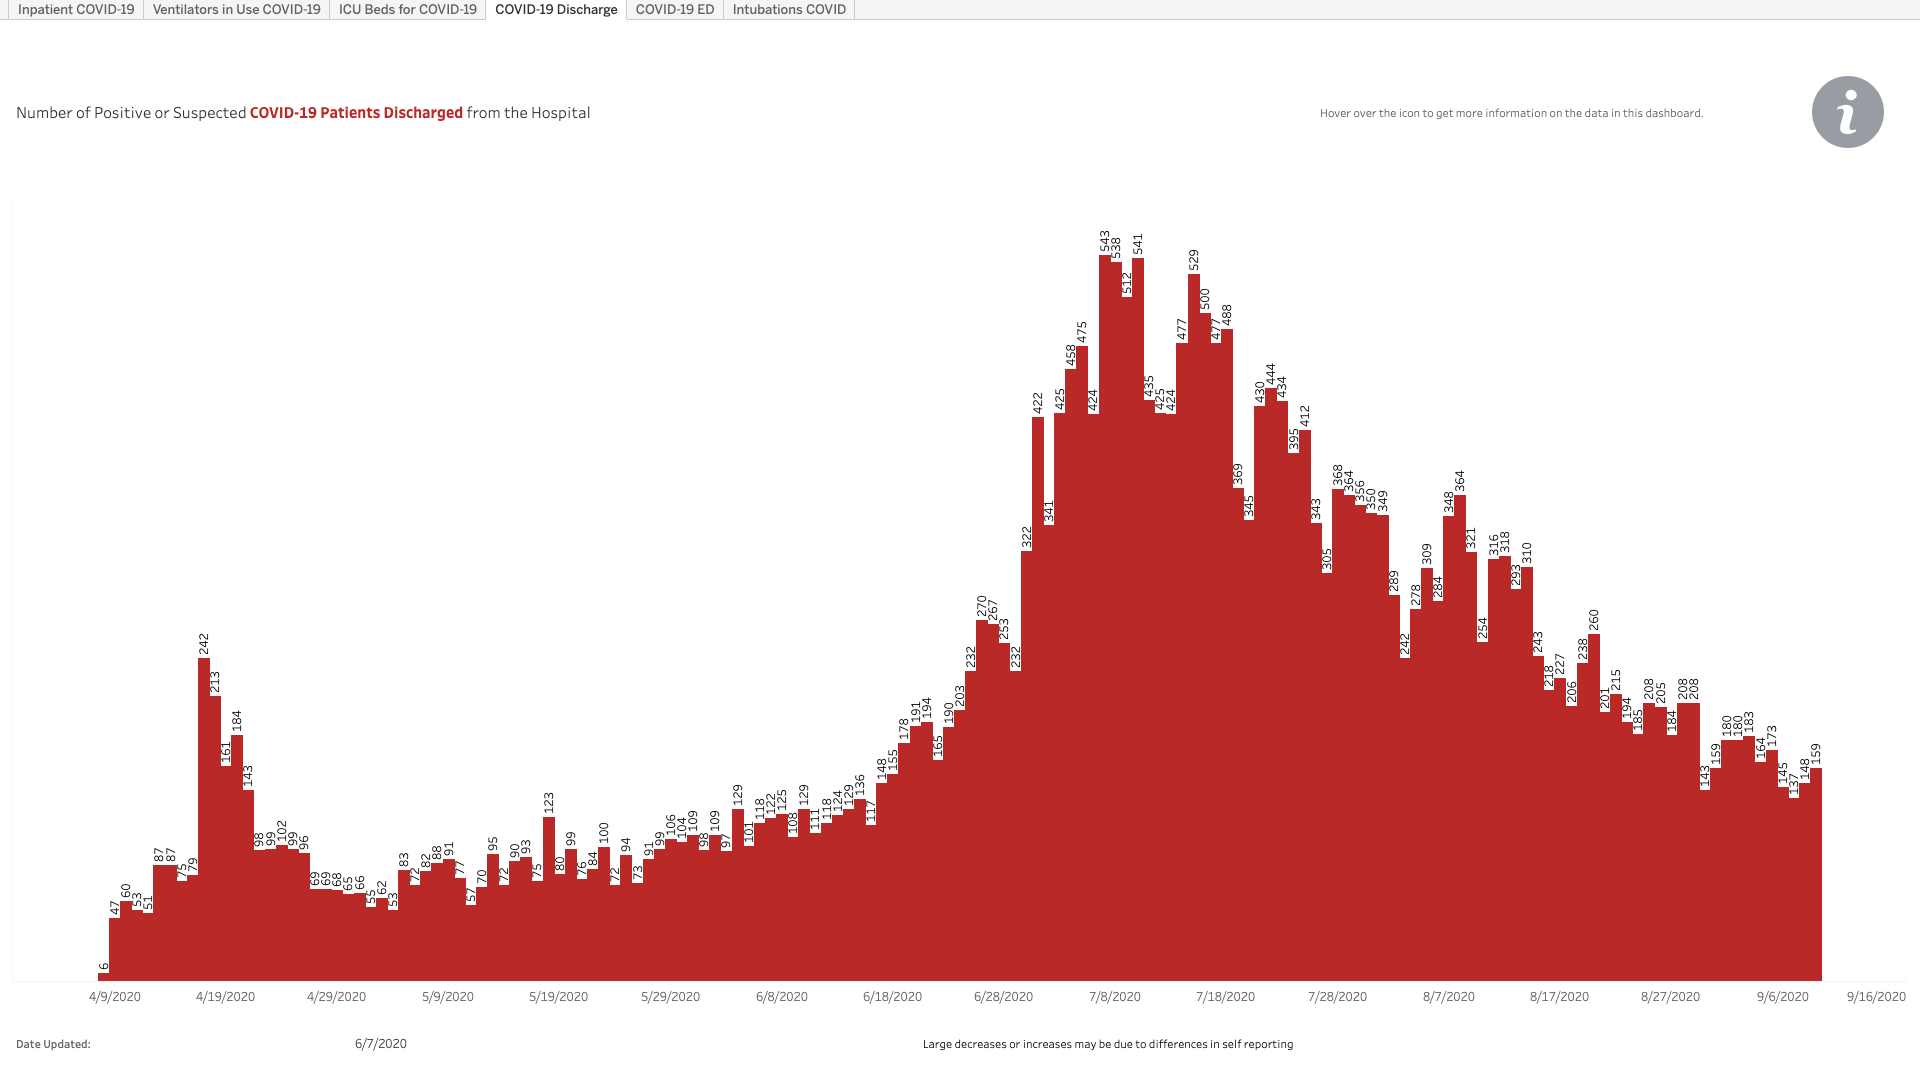 Inpatient COVID-19 Ventilators in Use COVID-19 ICU Beds for COVID-19 COVID-19 Discharge COVID-19 ED Intubations COVID
Number of Positive or Suspected COVID-19 Patients Discharged from the Hospital
Hover over the icon to get more information on the data in this dashboard.
i
6 47 60 53 51 87 87 75 79 242 213 161 184 143 98 99 102 99 96 69 69 68 65 66 55 62 53 83 72 82 88 91 77 57 70 95 72 90 93 75 123 80 99 76 84 100 72 94 73 91 99 106 104 109 98 109 97 129 101 118 122 125 108 129 111 118 124 129 136 117 148 155 178 191 194 165 190 203 232 270 267 253 232 322 422 341 425 458 475 424 543 538 512 541 435 425 424 477 529 500 477 488 369 345 430 444 434 395 412 343 305 368 364 356 350 349 289 242 278 309 284 348 364 321 254 316 318 293 310 243 218 227 206 238 260 201 215 194 185 208 205 184 208 208 143 159 180 180 183 164 173 145 137 148 159
4/9/2020 4/19/2020 4/29/2020 5/9/2020 5/19/2020 5/29/2020 6/8/2020 6/18/2020 6/28/2020 7/8/2020 7/18/2020 7/28/2020 8/7/2020 8/17/2020 8/27/2020 9/6/2020 9/16/2020
Date Updated: 6/7/2020
Large decreases or increases may be due to differences in self reporting